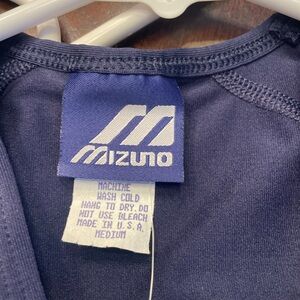 mizuno
MACHINE
WASH COLD
HANG TO DRY.DO
NOT USE BLEACH
MADE IN U.S.A.
MEDIUM